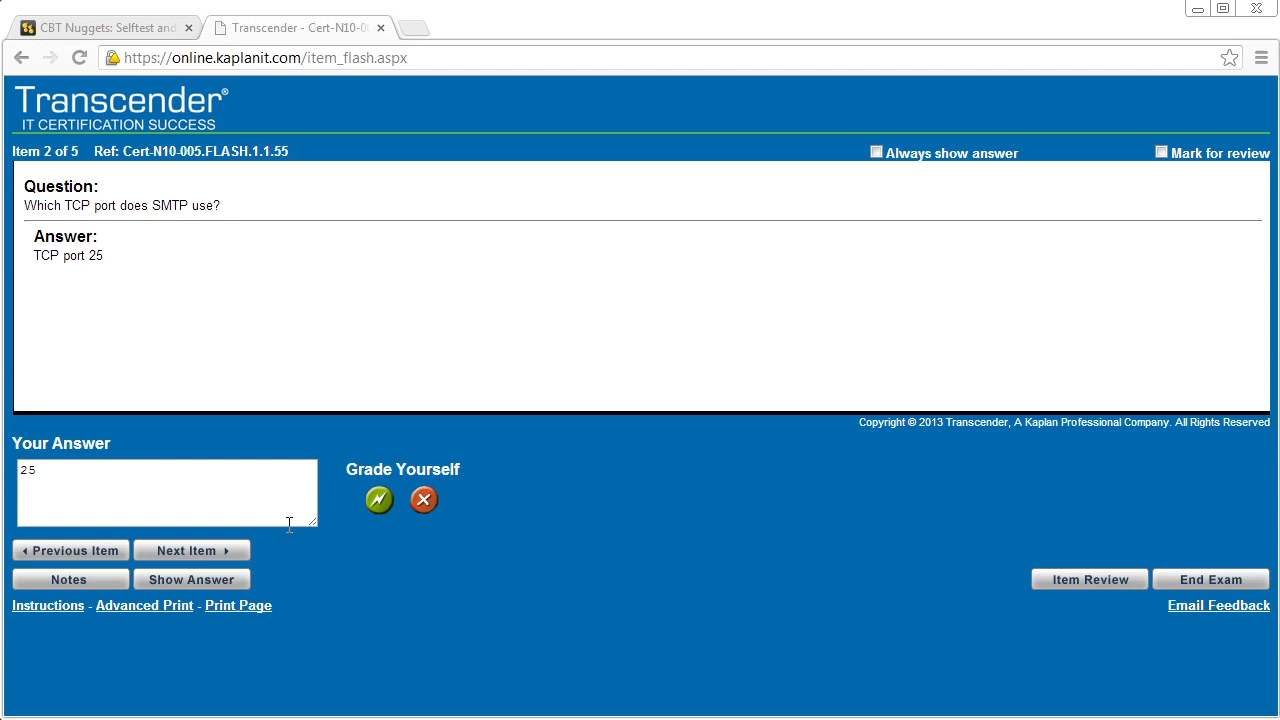 CBT Nuggets: Selftest and
Transcender - Cert-N10-0
https://online.kaplanit.com/item_flash.aspx
Transcender®
IT CERTIFICATION SUCCESS
Item 2 of 5 Ref: Cert-N10-005.FLASH.1.1.55 Always show answer Mark for review
Question:
Which TCP port does SMTP use?
Answer:
TCP port 25
Copyright © 2013 Transcender, A Kaplan Professional Company. All Rights Reserved
Your Answer
25
Grade Yourself
Previous Item Next Item
Notes Show Answer Item Review End Exam
Instructions - Advanced Print - Print Page Email Feedback